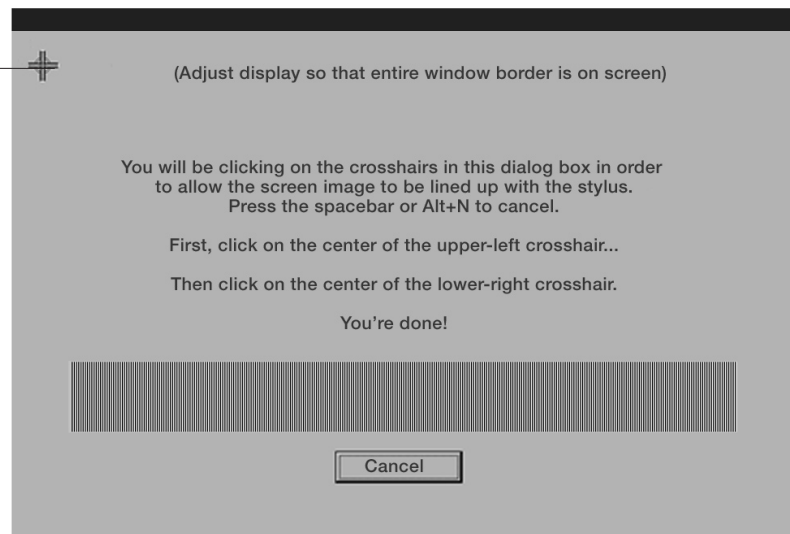 (Adjust display so that entire window border is on screen)
You will be clicking on the crosshairs in this dialog box in order
to allow the screen image to be lined up with the stylus.
Press the spacebar or Alt+N to cancel.
First, click on the center of the upper-left crosshair...
Then click on the center of the lower-right crosshair.
You’re done!
Cancel